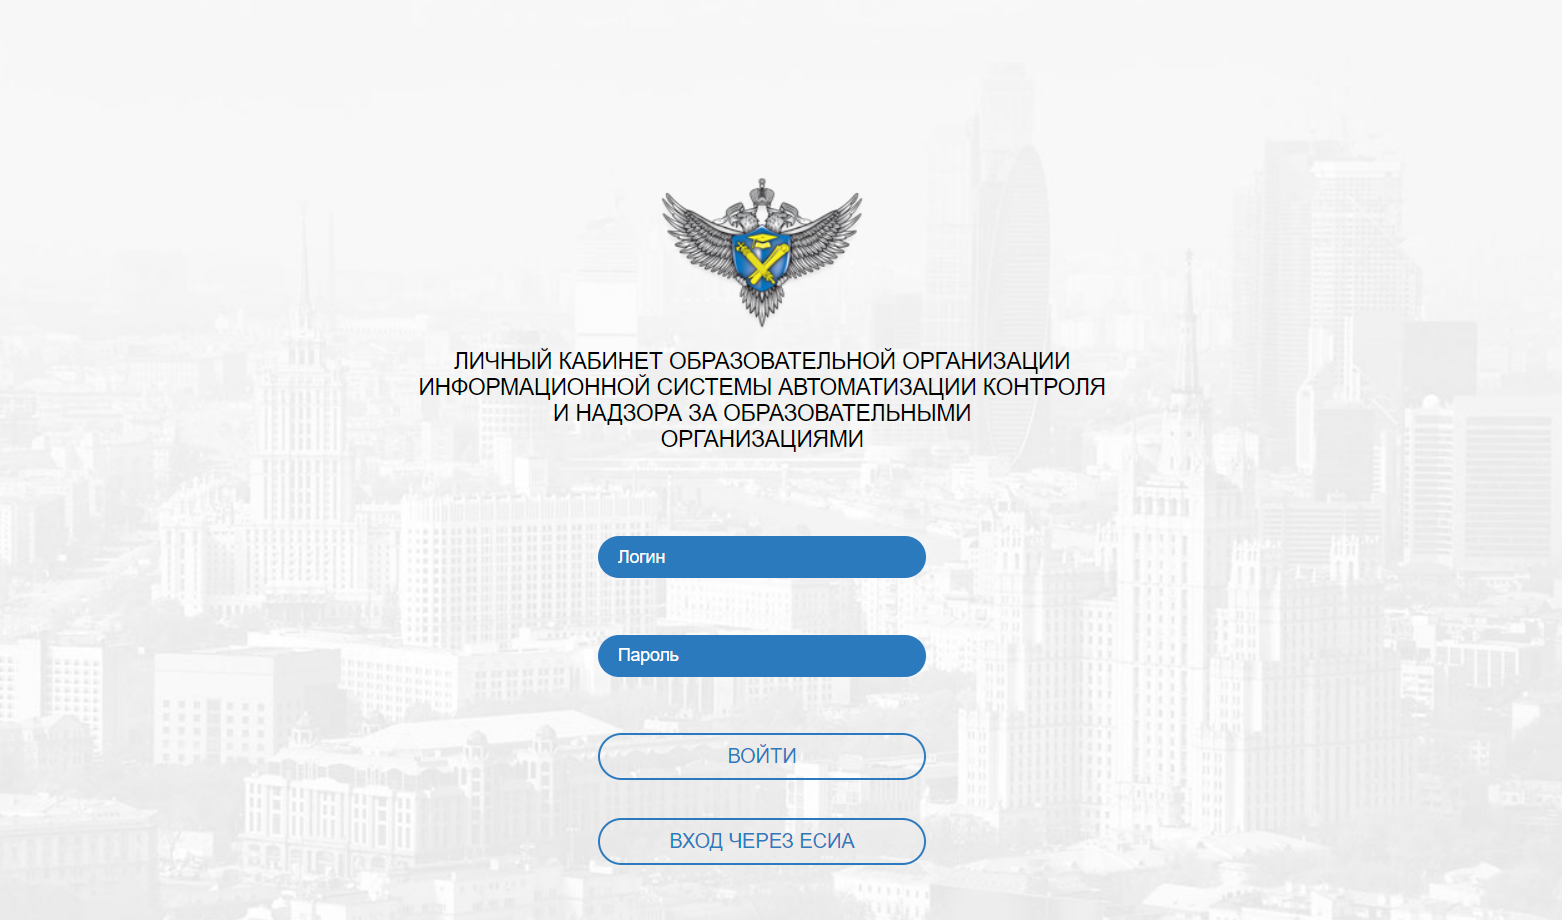 ЛИЧНЫЙ КАБИНЕТ ОБРАЗОВАТЕЛЬНОЙ ОРГАНИЗАЦИИ
ИНФОРМАЦИОННОЙ СИСТЕМЫ АВТОМАТИЗАЦИИ КОНТРОЛЯ
И НАДЗОРА ЗА ОБРАЗОВАТЕЛЬНЫМИ
ОРГАНИЗАЦИЯМИ
Логин
Пароль
ВОЙТИ
ВХОД ЧЕРЕЗ ЕСИА